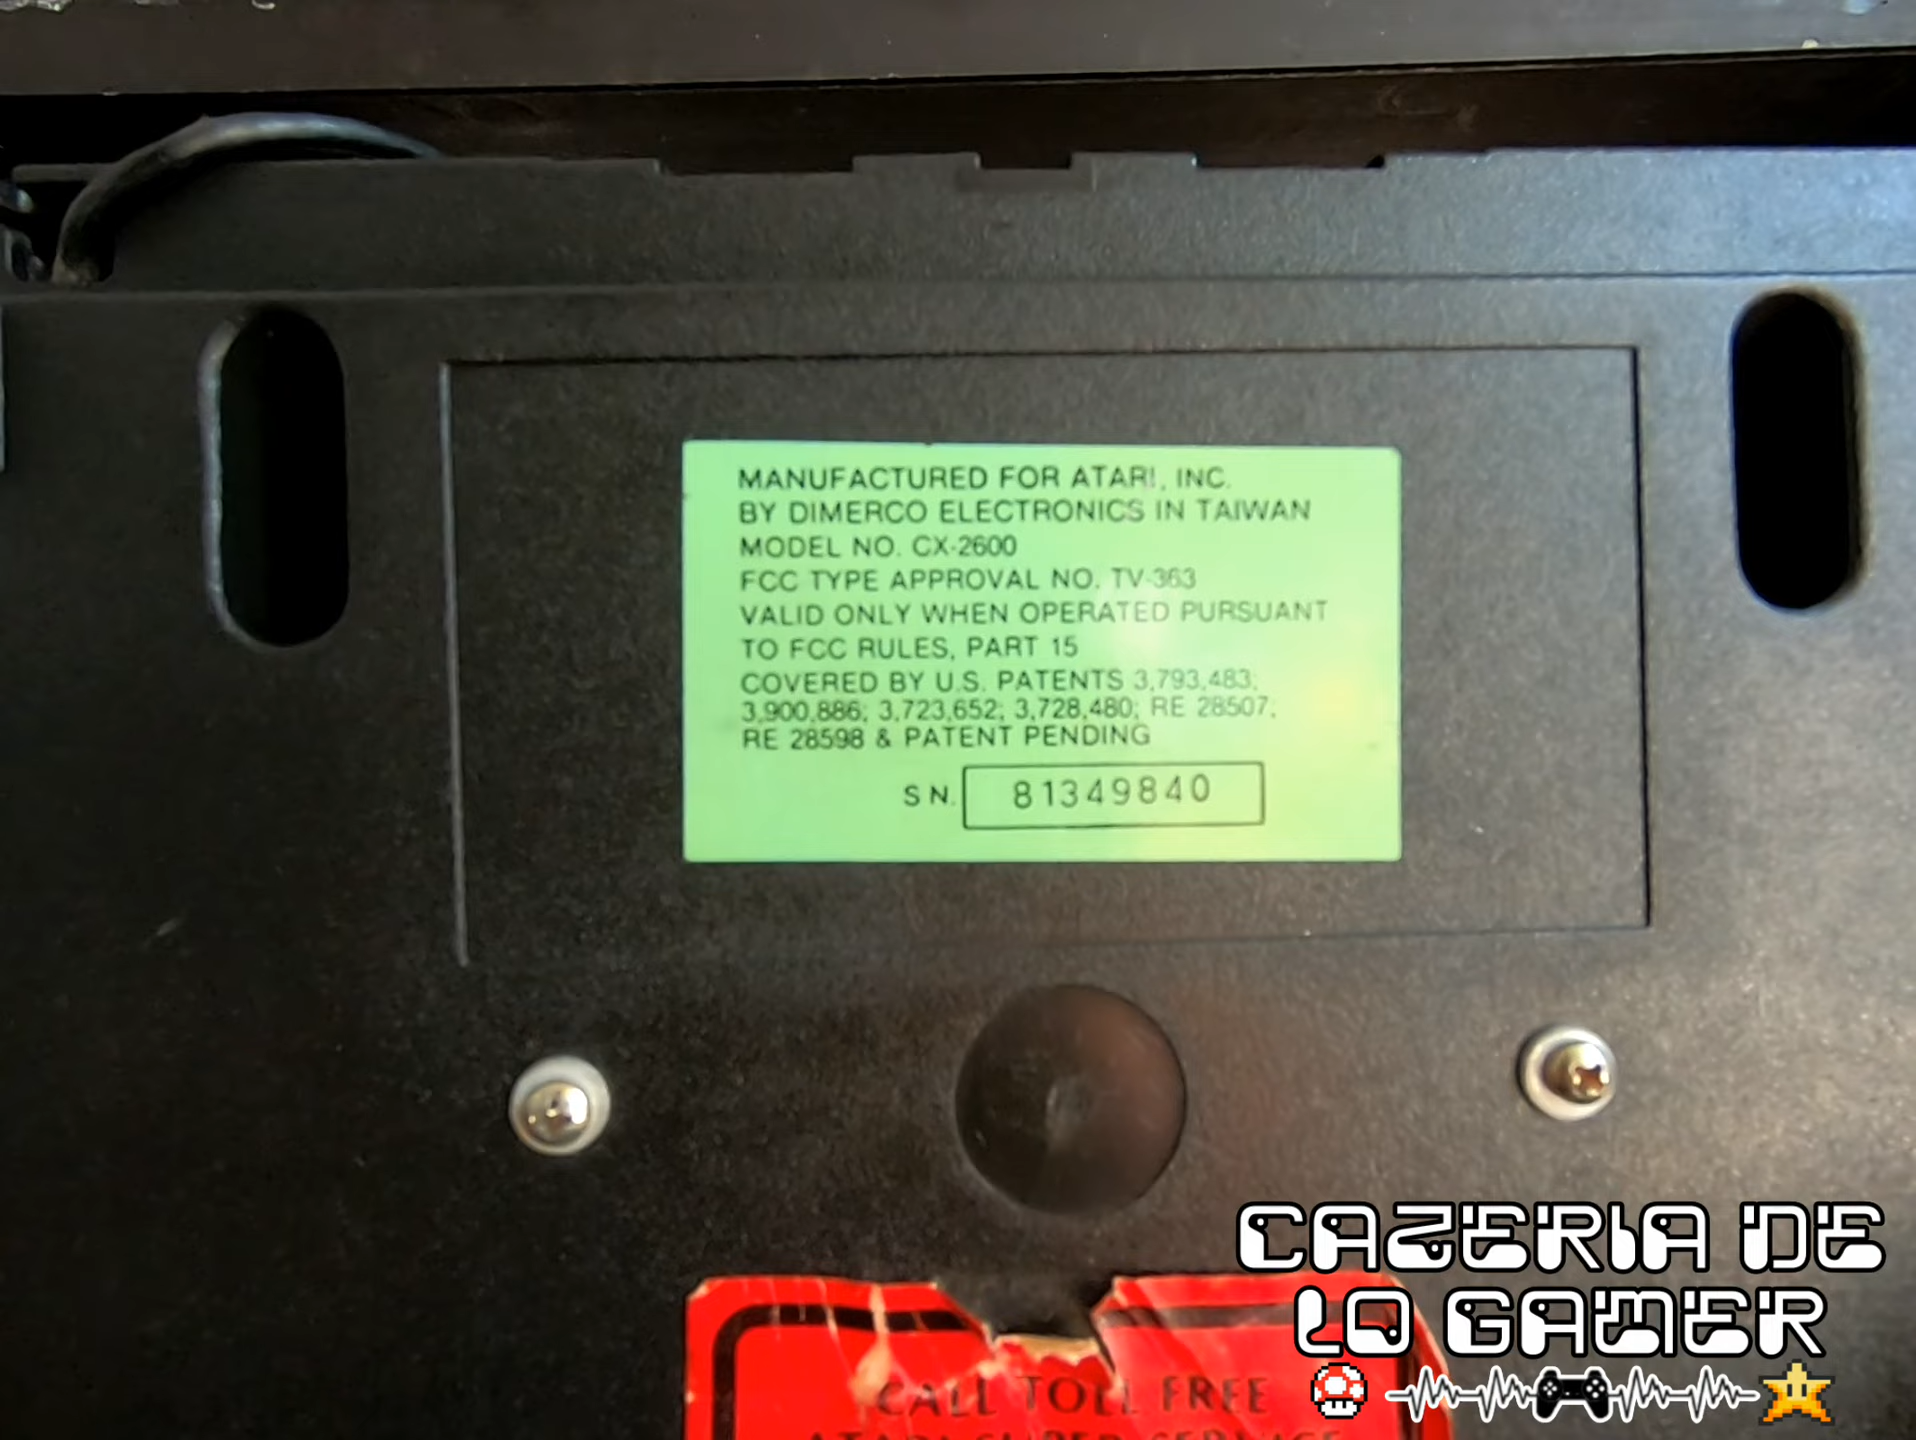 MANUFACTURED FOR ATARI, INC.
BY DIMERCO ELECTRONICS IN TAIWAN
MODEL NO. CX-2600
FCC TYPE APPROVAL NO. TV-363
VALID ONLY WHEN OPERATED PURSUANT
TO FCC RULES, PART 15
COVERED BY U.S. PATENTS 3,793,483;
3,900,886; 3,723,652; 3,728,480; RE 28507;
RE 28598 & PATENT PENDING
S N. 81349840
CALL TOLL FREE
ATARI SUPER SERVICE
CAZERIA DE
LO GAMER